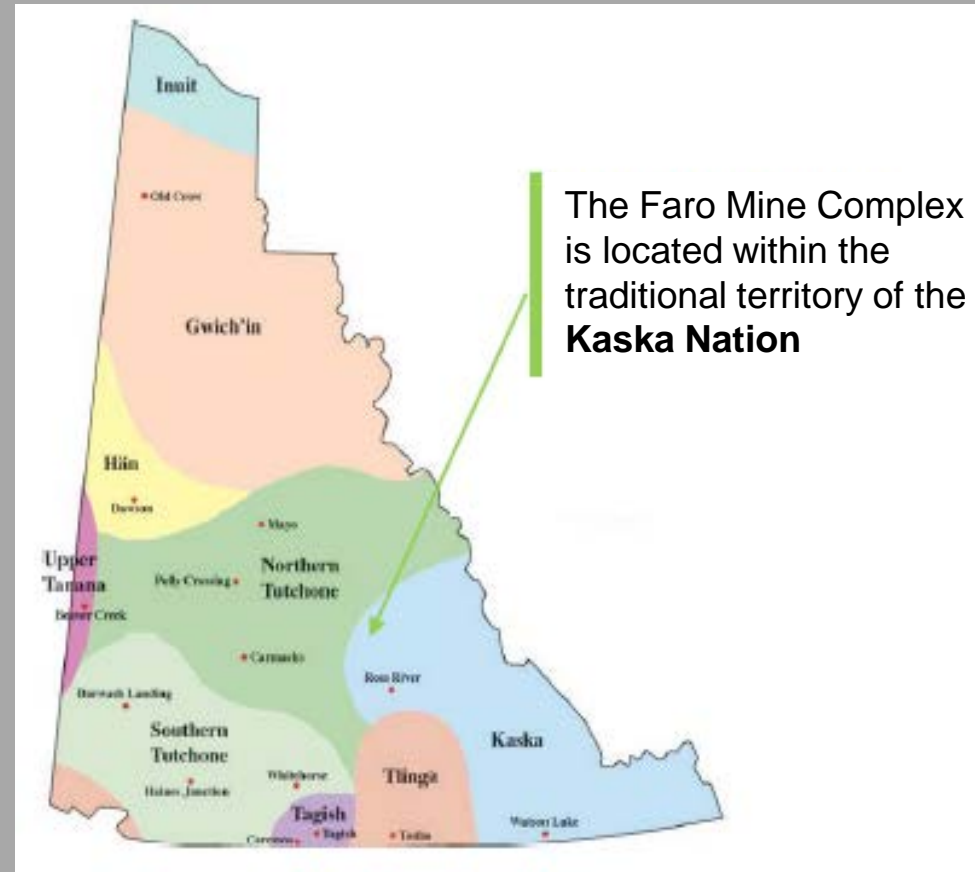 Inuit
Old Crow
Gwich'in
The Faro Mine Complex
is located within the
traditional territory of the
Kaska Nation
Hän
Dawson
Mayo
Upper
Tanana
Beaver Creek
Northern
Tutchone
Pelly Crossing
Carmacks
Ross River
Burwash Landing
Southern
Tutchone
Haines Junction
Whitehorse
Tlingit
Kaska
Tagish
Tagish
Carcross
Teslin
Watson Lake